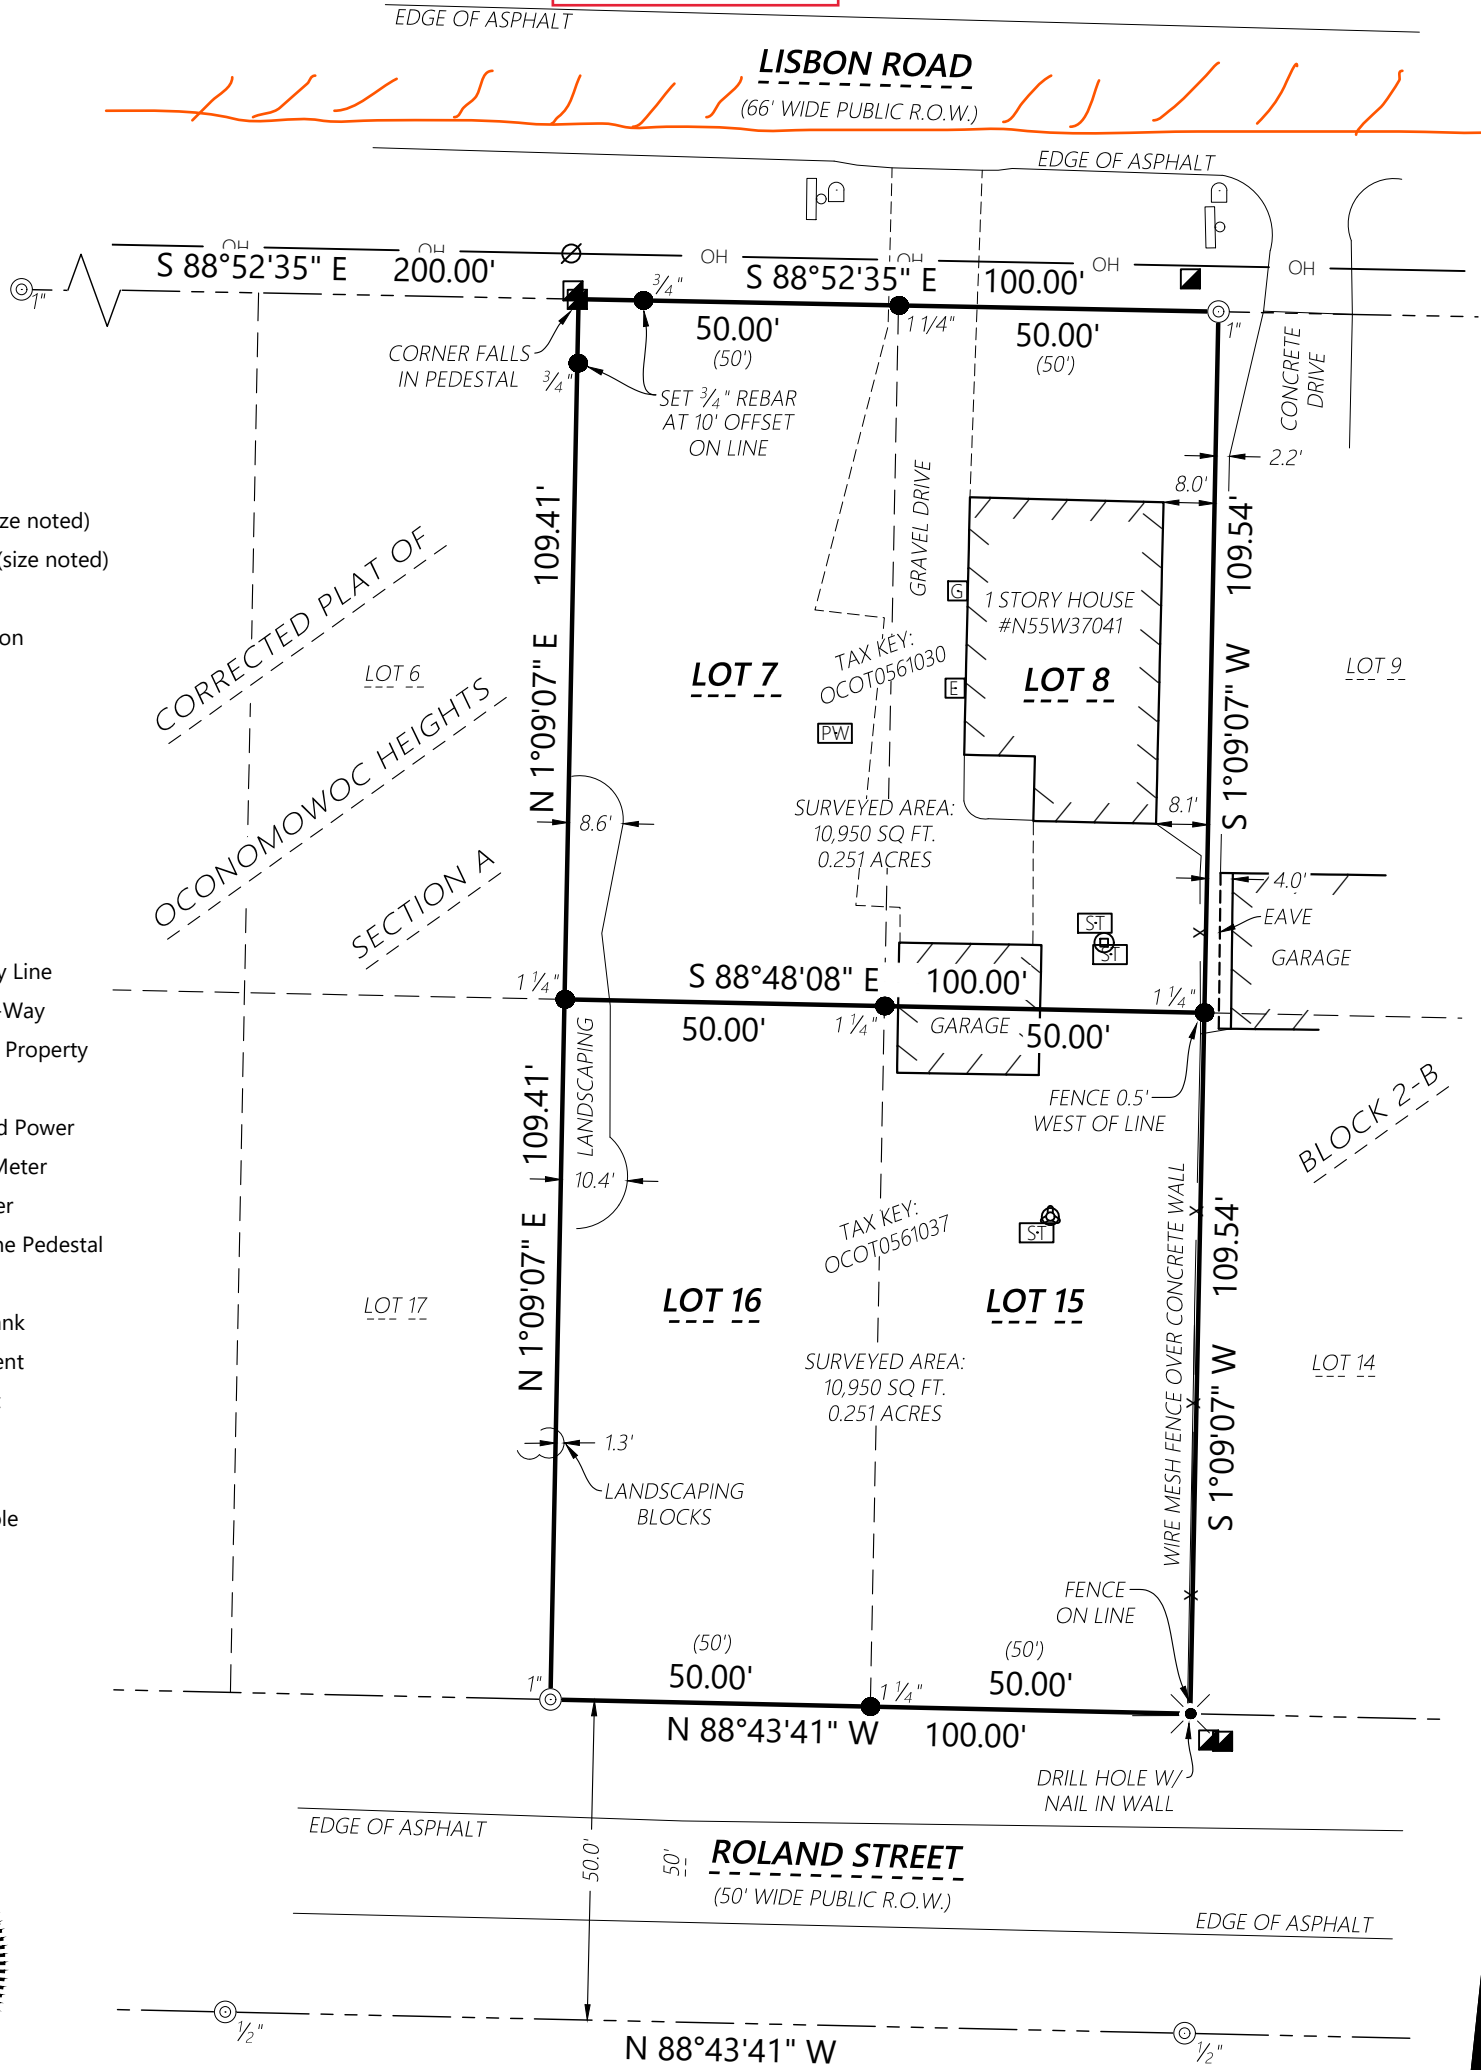 EDGE OF ASPHALT
LISBON ROAD
(66' WIDE PUBLIC R.O.W.)
EDGE OF ASPHALT
OH
OH
OH
OH
OH
OH
S 88°52'35" E 200.00'
S 88°52'35" E 100.00'
1"
3/4"
50.00'
(50')
1 1/4"
50.00'
(50')
1"
CORNER FALLS
IN PEDESTAL
3/4"
SET 3/4" REBAR
AT 10' OFFSET
ON LINE
CONCRETE
DRIVE
2.2'
8.0'
GRAVEL DRIVE
N 1°09'07" E 109.41'
S 1°09'07" W 109.54'
ze noted)
(size noted)
on
CORRECTED PLAT OF
OCONOMOWOC HEIGHTS
SECTION A
G
1 STORY HOUSE
#N55W37041
LOT 6
LOT 7
TAX KEY:
OCOT0561030
E
LOT 8
LOT 9
PW
SURVEYED AREA:
10,950 SQ FT.
0.251 ACRES
8.6'
8.1'
4.0'
EAVE
GARAGE
ST
ST
y Line
-Way
Property
d Power
Meter
er
ne Pedestal
ank
ent
ole
1 1/4"
S 88°48'08" E 100.00'
1 1/4"
50.00'
1 1/4"
GARAGE
50.00'
LANDSCAPING
FENCE 0.5'
WEST OF LINE
BLOCK 2-B
N 1°09'07" E 109.41'
10.4'
WIRE MESH FENCE OVER CONCRETE WALL
S 1°09'07" W 109.54'
TAX KEY:
OCOT0561037
ST
LOT 17
LOT 16
LOT 15
LOT 14
SURVEYED AREA:
10,950 SQ FT.
0.251 ACRES
1.3'
LANDSCAPING
BLOCKS
FENCE
ON LINE
(50')
50.00'
(50')
50.00'
1"
1 1/4"
N 88°43'41" W 100.00'
DRILL HOLE W/
NAIL IN WALL
EDGE OF ASPHALT
50.0'
50'
ROLAND STREET
(50' WIDE PUBLIC R.O.W.)
EDGE OF ASPHALT
1/2"
1/2"
N 88°43'41" W